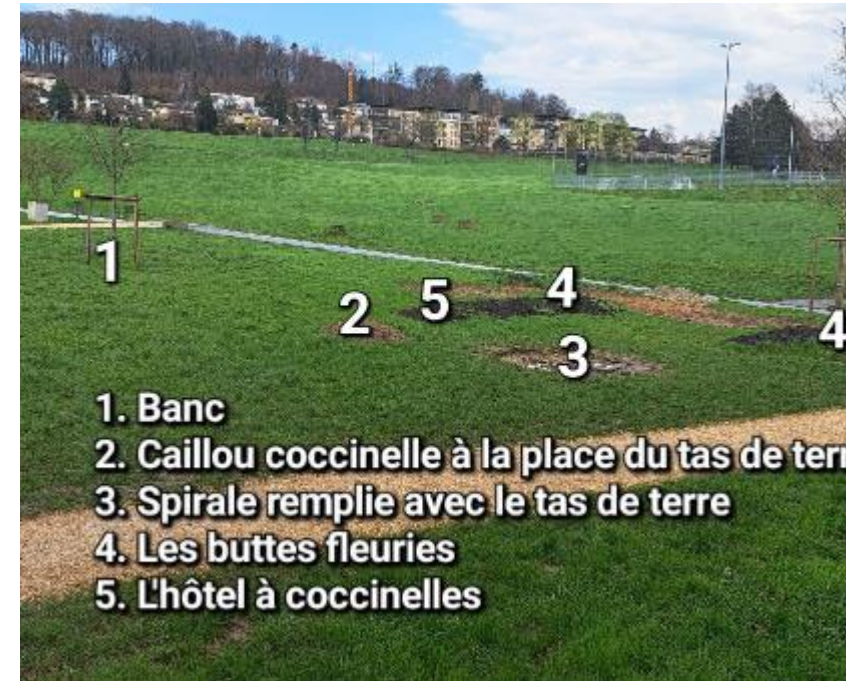 1
2
5
4
3
4
1. Banc
2. Caillou coccinelle à la place du tas de
3. Spirale remplie avec le tas de terre
4. Les buttes fleuries
5. L'hôtel à coccinelles